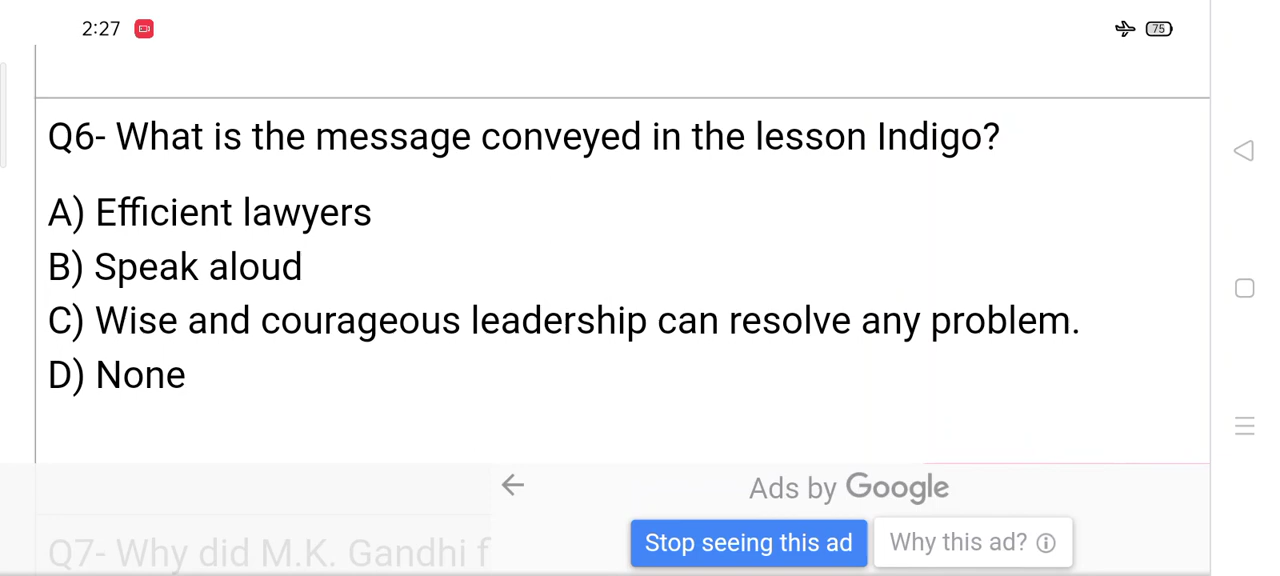 2:27
75
Q6- What is the message conveyed in the lesson Indigo?
A) Efficient lawyers
B) Speak aloud
C) Wise and courageous leadership can resolve any problem.
D) None
Ads by Google
Stop seeing this ad
Why this ad?
Q7- Why did M.K. Gandhi f